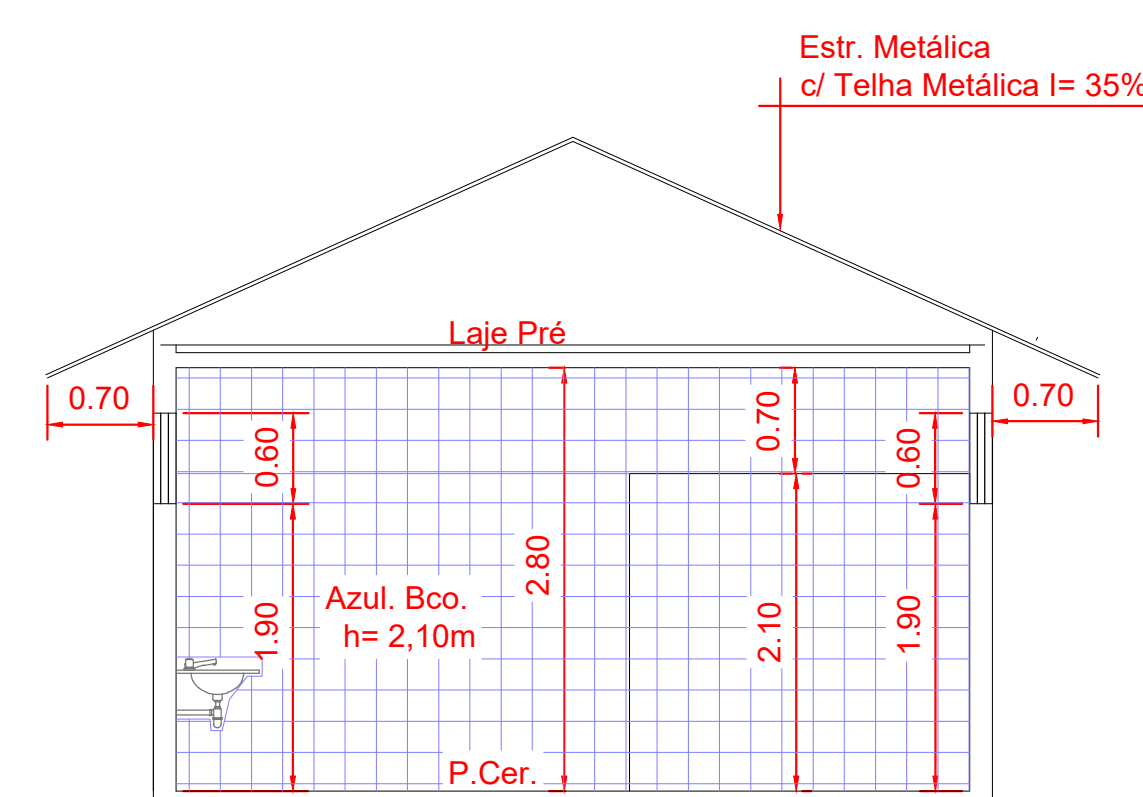 Estr. Metálica
c/ Telha Metálica I= 35%
Laje Pré
0.70
0.70
0.60
0.70
0.60
2.80
Azul. Bco.
h= 2,10m
1.90
2.10
1.90
P.Cer.